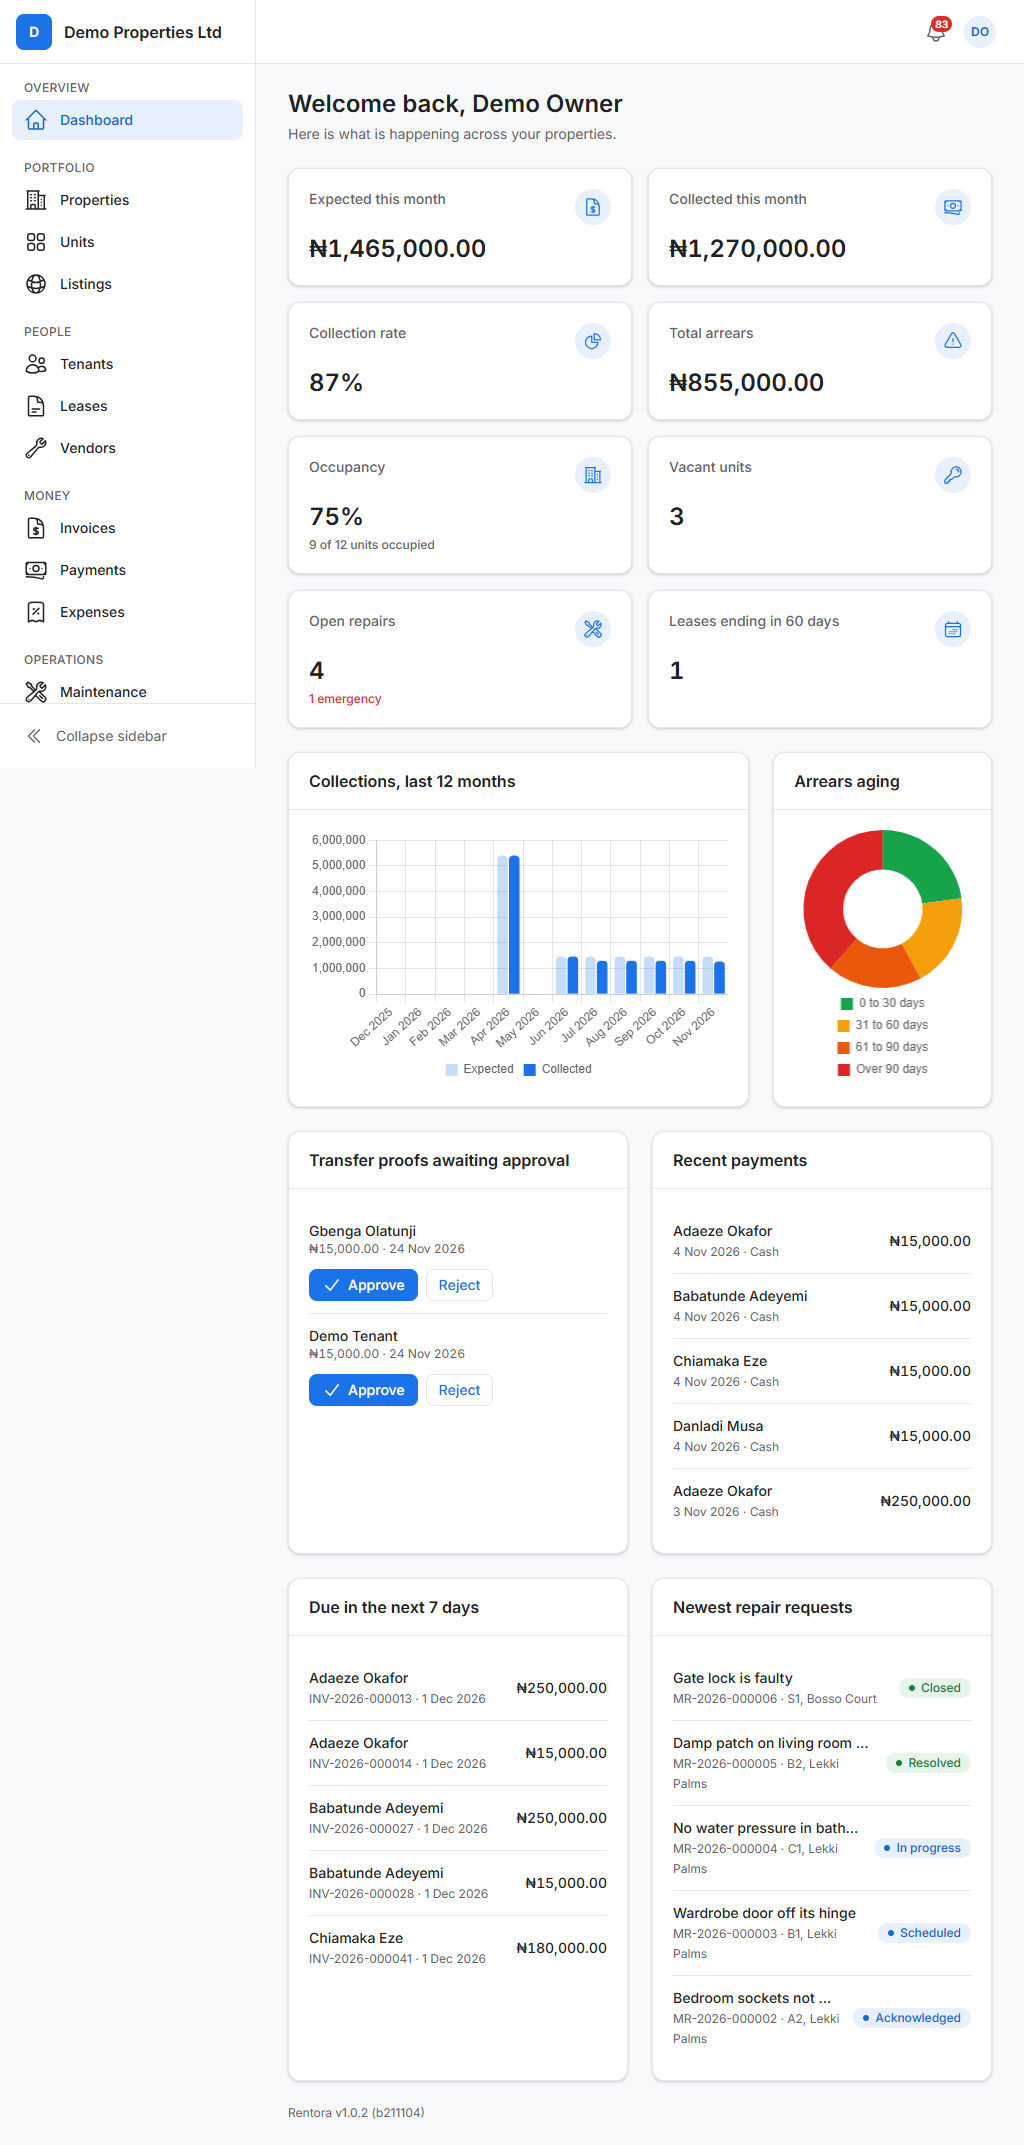 D
Demo Properties Ltd
83
DO
OVERVIEW
Dashboard
PORTFOLIO
Properties
Units
Listings
PEOPLE
Tenants
Leases
Vendors
MONEY
Invoices
Payments
Expenses
OPERATIONS
Maintenance
Collapse sidebar
Welcome back, Demo Owner
Here is what is happening across your properties.
Expected this month
₦1,465,000.00
Collected this month
₦1,270,000.00
Collection rate
87%
Total arrears
₦855,000.00
Occupancy
75%
9 of 12 units occupied
Vacant units
3
Open repairs
4
1 emergency
Leases ending in 60 days
1
Collections, last 12 months
6,000,000
5,000,000
4,000,000
3,000,000
2,000,000
1,000,000
0
Dec 2025
Jan 2026
Feb 2026
Mar 2026
Apr 2026
May 2026
Jun 2026
Jul 2026
Aug 2026
Sep 2026
Oct 2026
Nov 2026
Expected
Collected
Arrears aging
0 to 30 days
31 to 60 days
61 to 90 days
Over 90 days
Transfer proofs awaiting approval
Gbenga Olatunji
₦15,000.00 · 24 Nov 2026
Approve
Reject
Demo Tenant
₦15,000.00 · 24 Nov 2026
Approve
Reject
Recent payments
Adaeze Okafor
4 Nov 2026 · Cash
₦15,000.00
Babatunde Adeyemi
4 Nov 2026 · Cash
₦15,000.00
Chiamaka Eze
4 Nov 2026 · Cash
₦15,000.00
Danladi Musa
4 Nov 2026 · Cash
₦15,000.00
Adaeze Okafor
3 Nov 2026 · Cash
₦250,000.00
Due in the next 7 days
Adaeze Okafor
INV-2026-000013 · 1 Dec 2026
₦250,000.00
Adaeze Okafor
INV-2026-000014 · 1 Dec 2026
₦15,000.00
Babatunde Adeyemi
INV-2026-000027 · 1 Dec 2026
₦250,000.00
Babatunde Adeyemi
INV-2026-000028 · 1 Dec 2026
₦15,000.00
Chiamaka Eze
INV-2026-000041 · 1 Dec 2026
₦180,000.00
Newest repair requests
Gate lock is faulty
MR-2026-000006 · S1, Bosso Court
Closed
Damp patch on living room ...
MR-2026-000005 · B2, Lekki
Palms
Resolved
No water pressure in bath...
MR-2026-000004 · C1, Lekki
Palms
In progress
Wardrobe door off its hinge
MR-2026-000003 · B1, Lekki
Palms
Scheduled
Bedroom sockets not ...
MR-2026-000002 · A2, Lekki
Palms
Acknowledged
Rentora v1.0.2 (b211104)